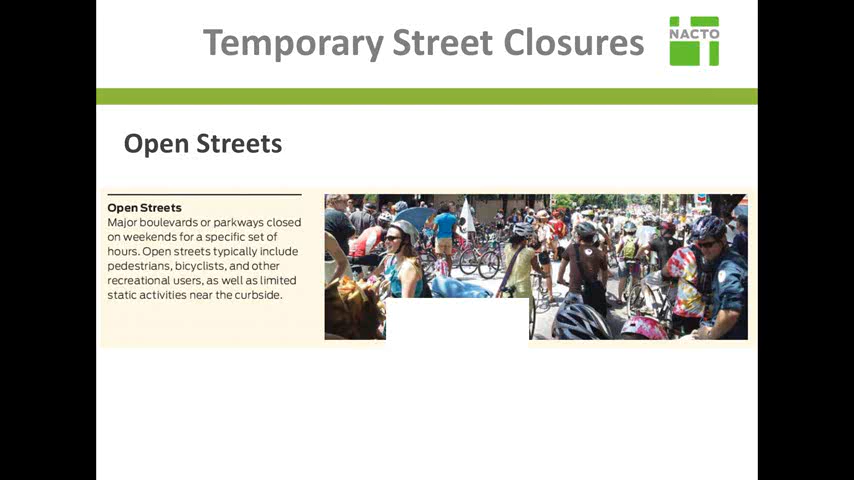 Temporary Street Closures
NACTO
Open Streets
Open Streets
Major boulevards or parkways closed
on weekends for a specific set of
hours. Open streets typically include
pedestrians, bicyclists, and other
recreational users, as well as limited
static activities near the curbside.